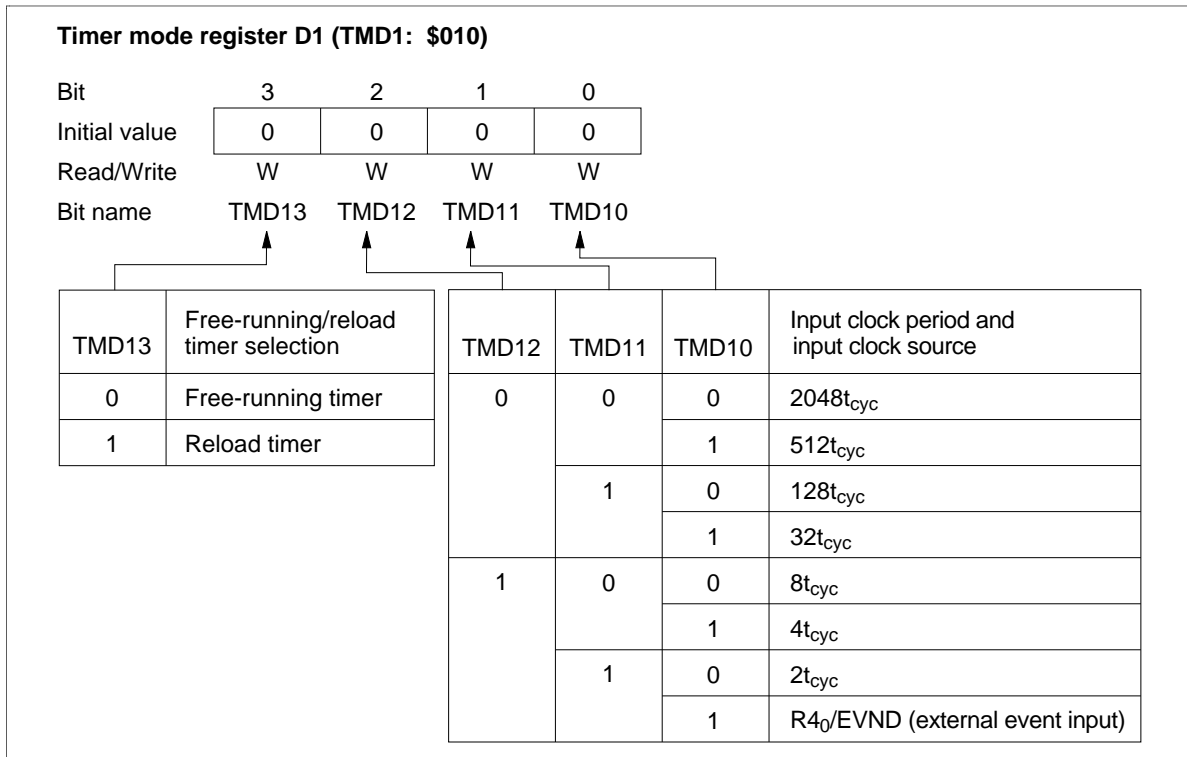 Timer mode register D1 (TMD1: $010)
Bit 3 2 1 0
Initial value 0 0 0 0
Read/Write W W W W
Bit name TMD13 TMD12 TMD11 TMD10
TMD13 Free-running/reload timer selection
0 Free-running timer
1 Reload timer
TMD12 TMD11 TMD10 Input clock period and input clock source
0 0 0 2048tcyc
1 512tcyc
1 0 128tcyc
1 32tcyc
1 0 0 8tcyc
1 4tcyc
1 0 2tcyc
1 R40/EVND (external event input)